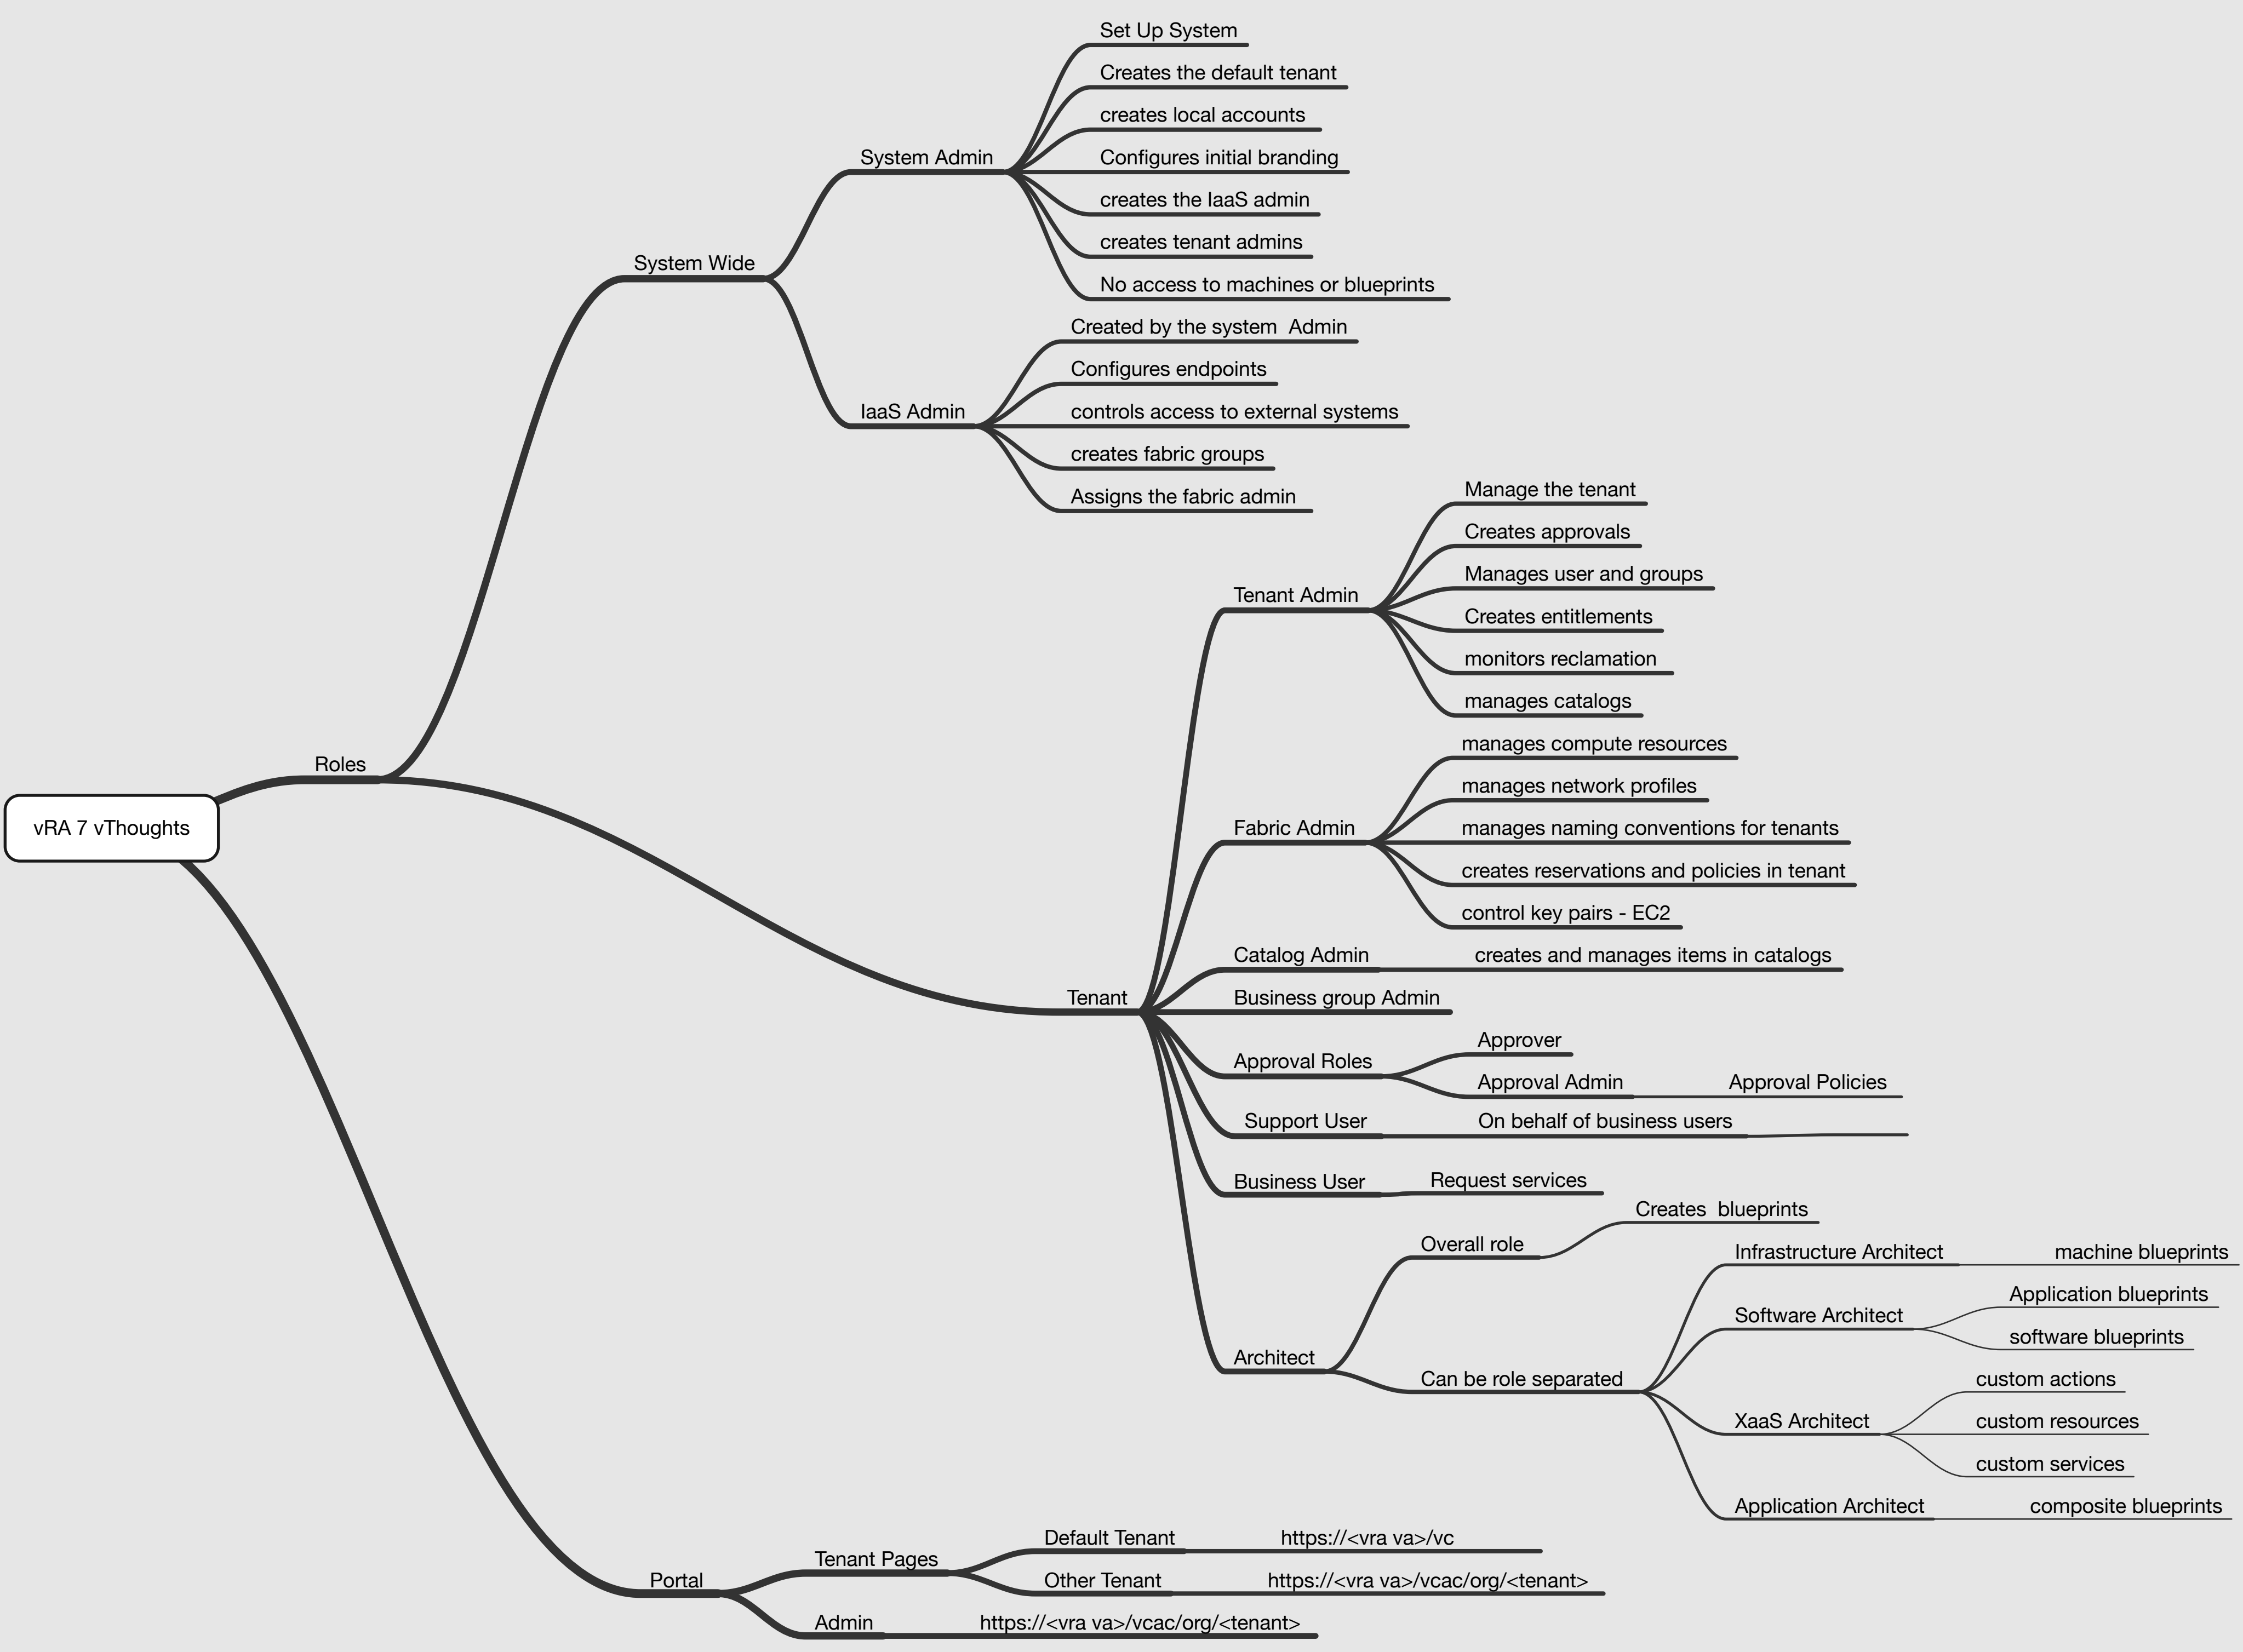 vRA 7 vThoughts
Roles
System Wide
System Admin
Set Up System
Creates the default tenant
creates local accounts
Configures initial branding
creates the IaaS admin
creates tenant admins
No access to machines or blueprints
IaaS Admin
Created by the system  Admin
Configures endpoints
controls access to external systems
creates fabric groups
Assigns the fabric admin
Tenant
Tenant Admin
Manage the tenant
Creates approvals
Manages user and groups
Creates entitlements
monitors reclamation
manages catalogs
Fabric Admin
manages compute resources
manages network profiles
manages naming conventions for tenants
creates reservations and policies in tenant
control key pairs - EC2
Catalog Admin
creates and manages items in catalogs
Business group Admin
Approval Roles
Approver
Approval Admin
Approval Policies
Support User
On behalf of business users
Business User
Request services
Architect
Overall role
Creates  blueprints
Can be role separated
Infrastructure Architect
machine blueprints
Software Architect
Application blueprints
software blueprints
XaaS Architect
custom actions
custom resources
custom services
Application Architect
composite blueprints
Portal
Tenant Pages
Default Tenant
https://<vra va>/vc
Other Tenant
https://<vra va>/vcac/org/<tenant>
Admin
https://<vra va>/vcac/org/<tenant>